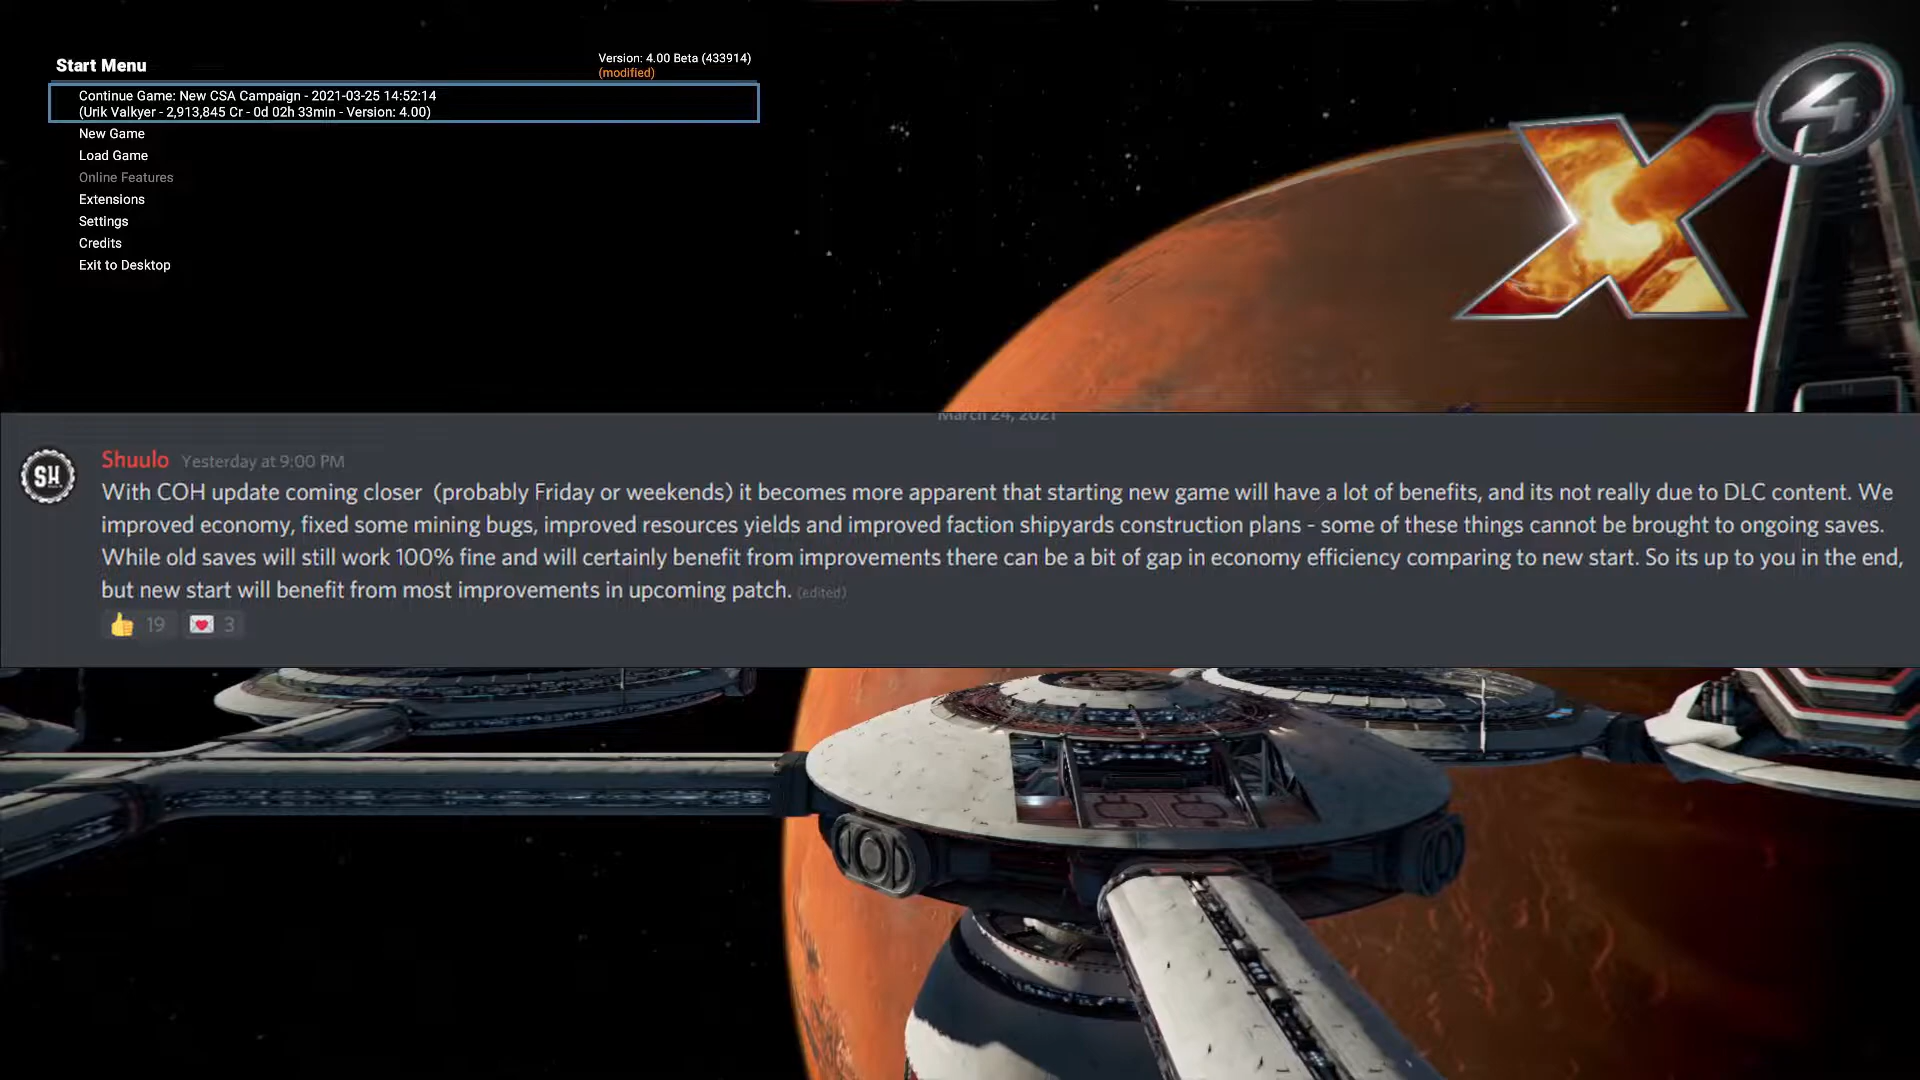 Start Menu
Version: 4.00 Beta (433914)
(modified)
Continue Game: New CSA Campaign - 2021-03-25 14:52:14
(Urik Valkyer - 2,913,845 Cr - 0d 02h 33min - Version: 4.00)
New Game
Load Game
Online Features
Extensions
Settings
Credits
Exit to Desktop
X
4
March 24, 2021
SH
Shuulo Yesterday at 9:00 PM
With COH update coming closer (probably Friday or weekends) it becomes more apparent that starting new game will have a lot of benefits, and its not really due to DLC content. We
improved economy, fixed some mining bugs, improved resources yields and improved faction shipyards construction plans - some of these things cannot be brought to ongoing saves.
While old saves will still work 100% fine and will certainly benefit from improvements there can be a bit of gap in economy efficiency comparing to new start. So its up to you in the end,
but new start will benefit from most improvements in upcoming patch. (edited)
19 3